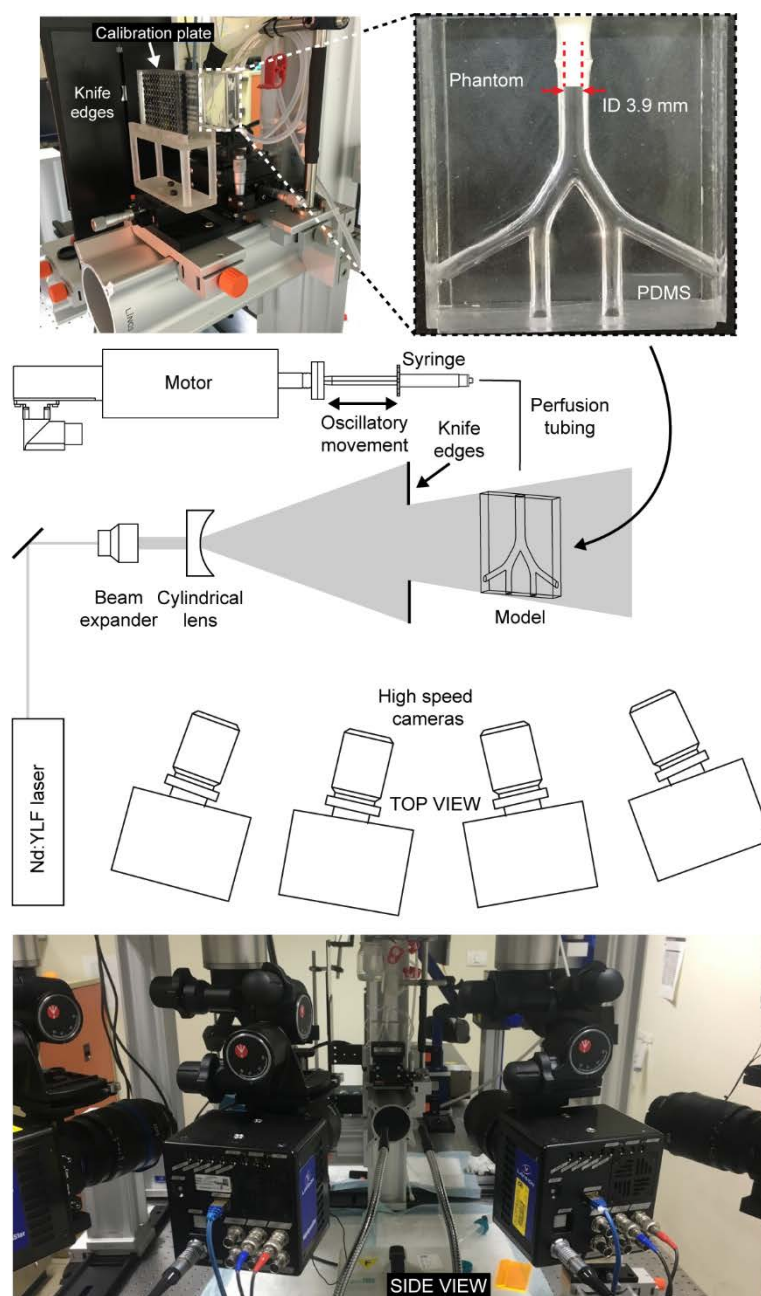 Calibration plate
Knife
edges
Phantom
ID 3.9 mm
PDMS
Motor
Syringe
Oscillatory
movement
Knife
edges
Perfusion
tubing
Beam
expander
Cylindrical
lens
Model
High speed
cameras
TOP VIEW
Nd:YLF laser
SIDE VIEW